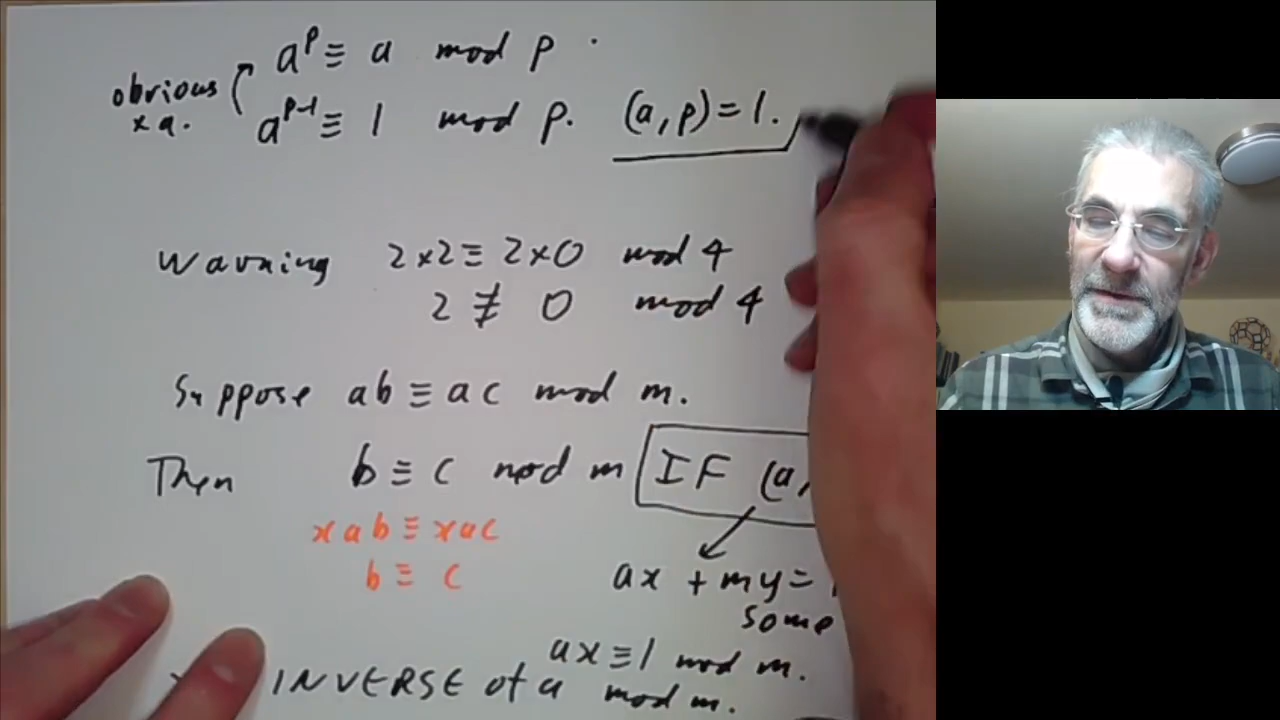 a^p ≡ a mod p .
obvious
x a.
a^{p-1} ≡ 1 mod p. (a, p) = 1.
Warning 2×2 ≡ 2×0 mod 4
2 ≢ 0 mod 4
Suppose ab ≡ ac mod m.
Then b ≡ c mod m IF (a,
xab ≡ xac
b ≡ c
ax + my =
some
ax ≡ 1 mod m.
INVERSE of a mod m.